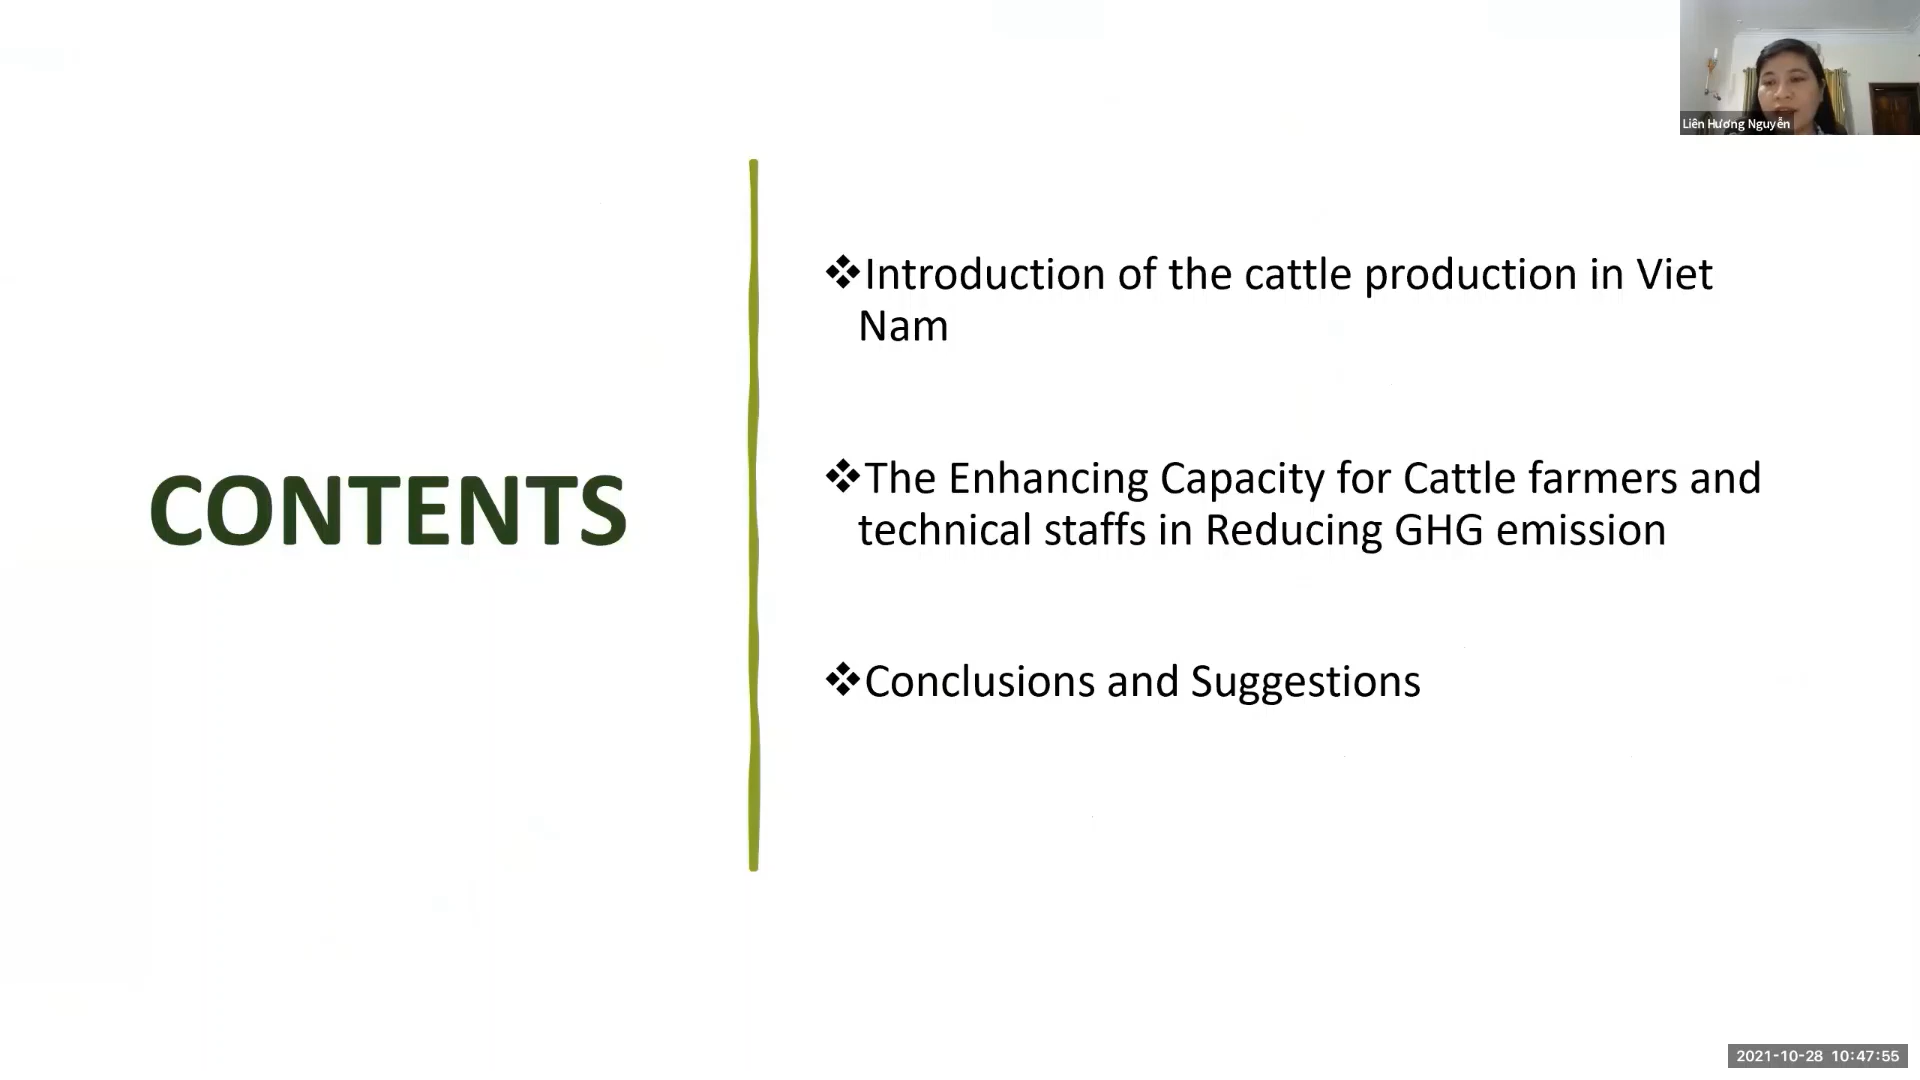 Liên Hương Nguyễn
CONTENTS
❖Introduction of the cattle production in Viet
Nam
❖The Enhancing Capacity for Cattle farmers and
technical staffs in Reducing GHG emission
❖Conclusions and Suggestions
2021-10-28 10:47:55